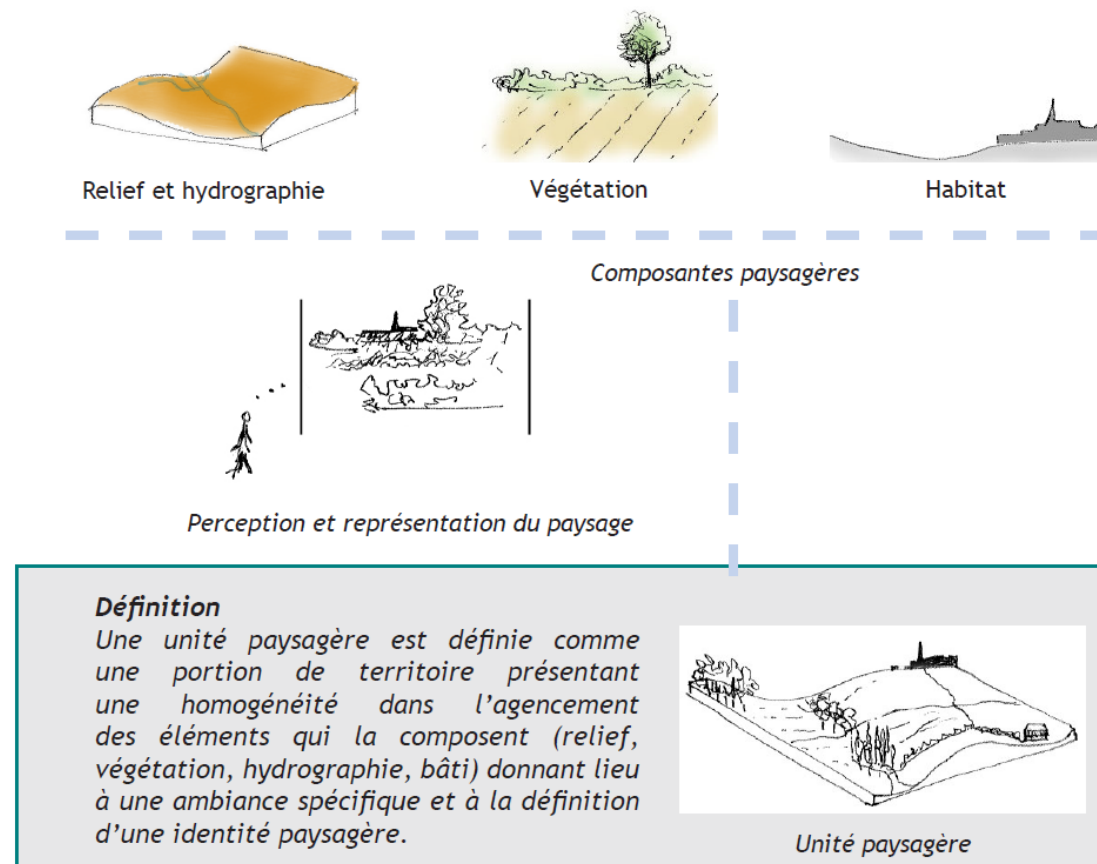 Relief et hydrographie
Végétation
Habitat
Composantes paysagères
Perception et représentation du paysage
Définition
Une unité paysagère est définie comme
une portion de territoire présentant
une homogénéité dans l'agencement
des éléments qui la composent (relief,
végétation, hydrographie, bâti) donnant lieu
à une ambiance spécifique et à la définition
d'une identité paysagère.
Unité paysagère